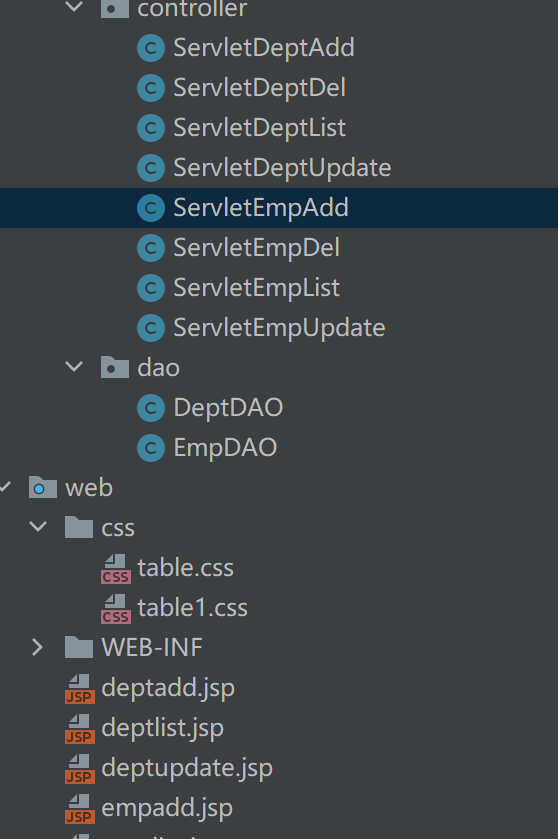 controller
ServletDeptAdd
ServletDeptDel
ServletDeptList
ServletDeptUpdate
ServletEmpAdd
ServletEmpDel
ServletEmpList
ServletEmpUpdate
dao
DeptDAO
EmpDAO
web
css
table.css
table1.css
WEB-INF
deptadd.jsp
deptlist.jsp
deptupdate.jsp
empadd.jsp